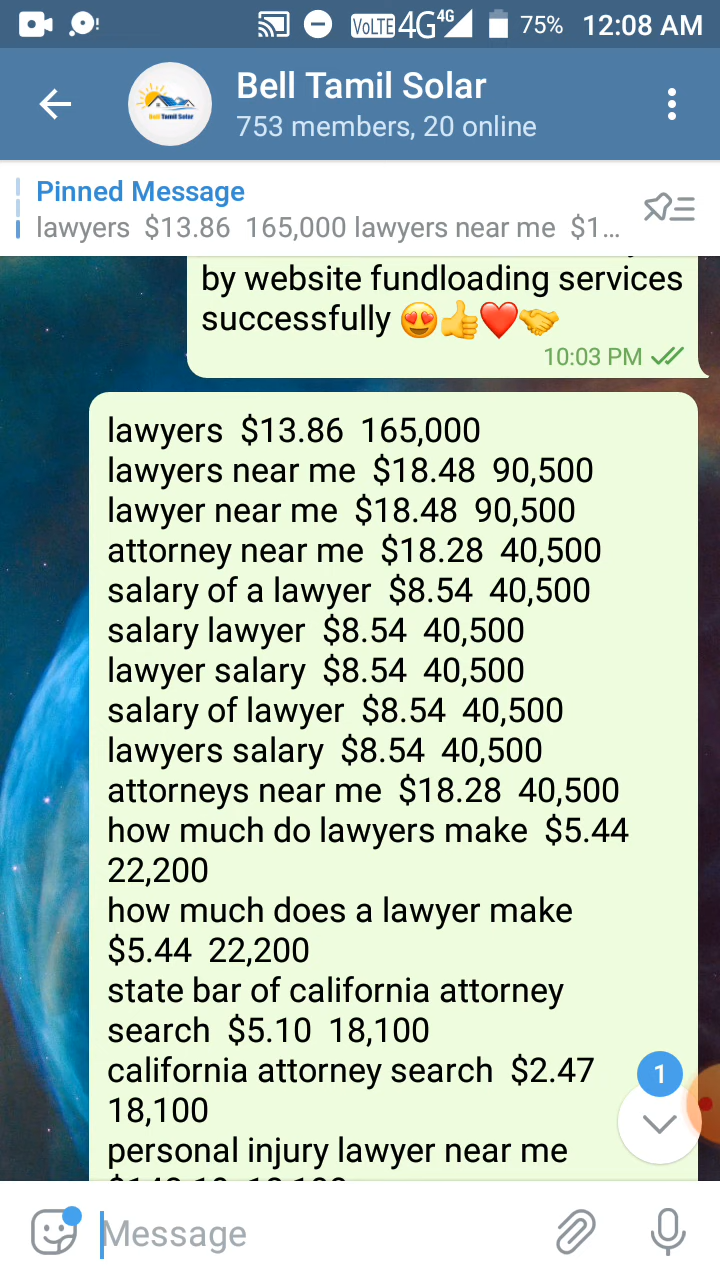 VoLTE 4G 4G 75% 12:08 AM
Bell Tamil Solar
Bell Tamil Solar
753 members, 20 online
Pinned Message
lawyers $13.86 165,000 lawyers near me $1...
by website fundloading services
successfully 😍👍❤️🤝
10:03 PM
lawyers $13.86 165,000
lawyers near me $18.48 90,500
lawyer near me $18.48 90,500
attorney near me $18.28 40,500
salary of a lawyer $8.54 40,500
salary lawyer $8.54 40,500
lawyer salary $8.54 40,500
salary of lawyer $8.54 40,500
lawyers salary $8.54 40,500
attorneys near me $18.28 40,500
how much do lawyers make $5.44
22,200
how much does a lawyer make
$5.44 22,200
state bar of california attorney
search $5.10 18,100
california attorney search $2.47
18,100
personal injury lawyer near me
1
Message